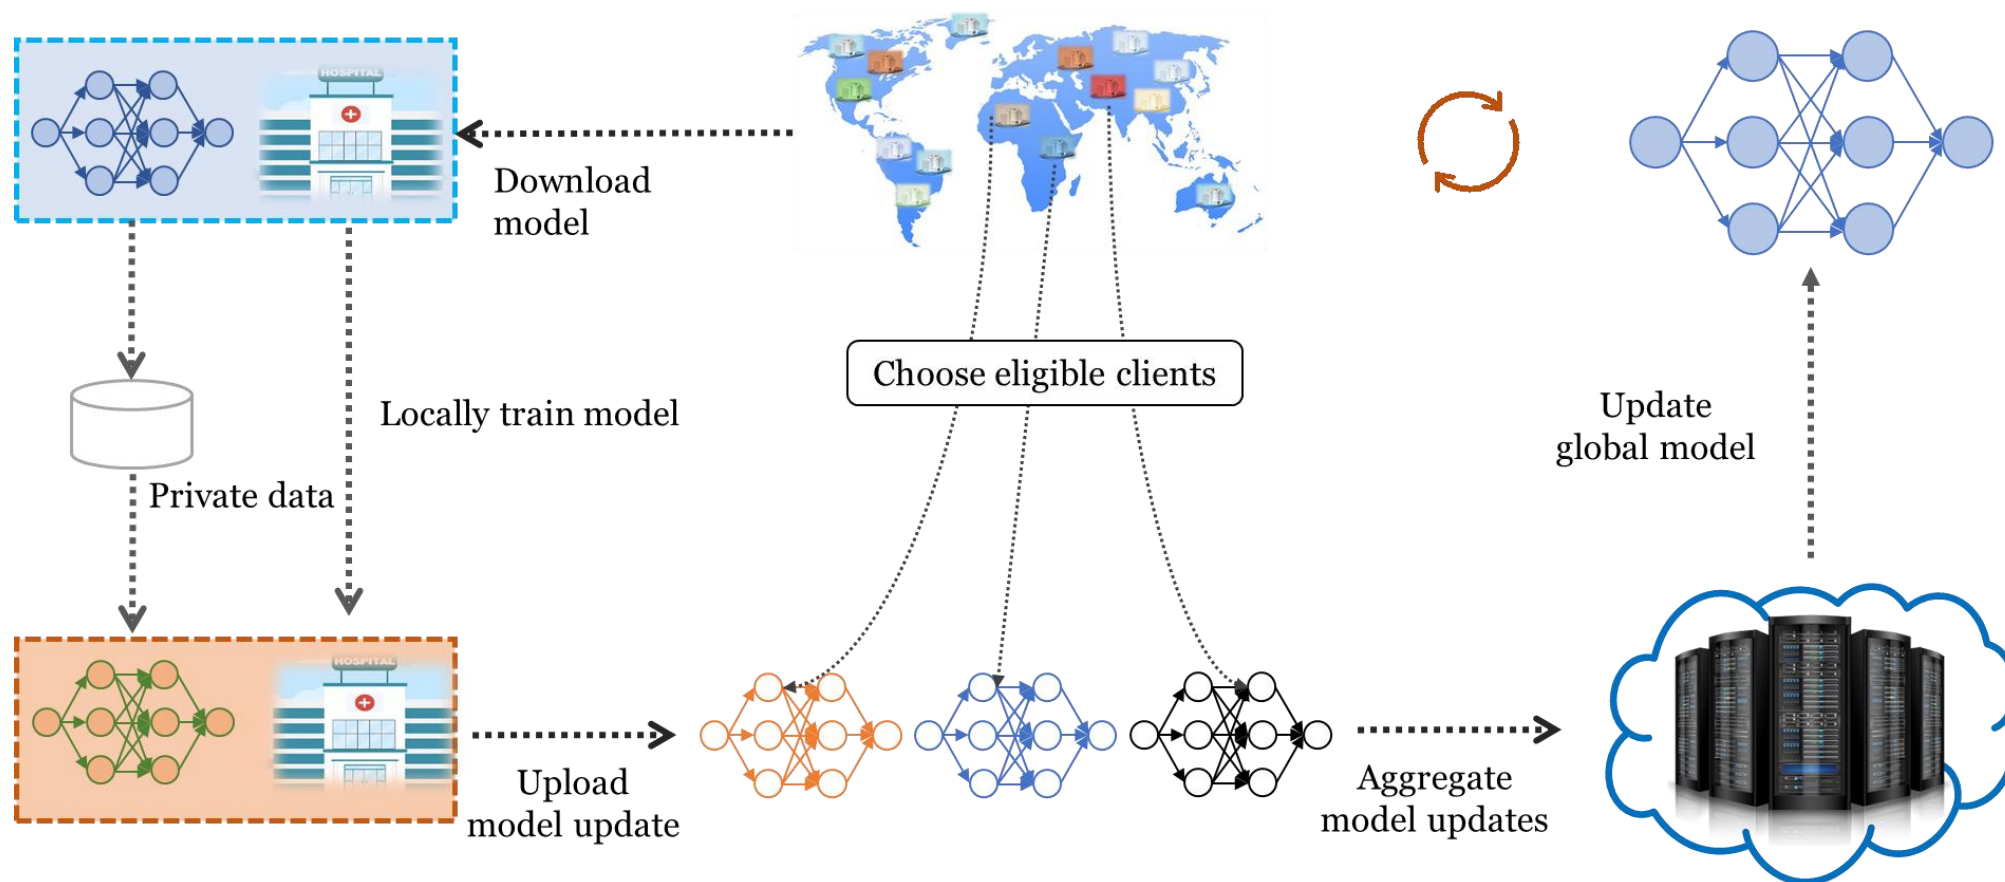 HOSPITAL
Download
model
Choose eligible clients
Locally train model
Update
global model
Private data
HOSPITAL
Upload
model update
Aggregate
model updates